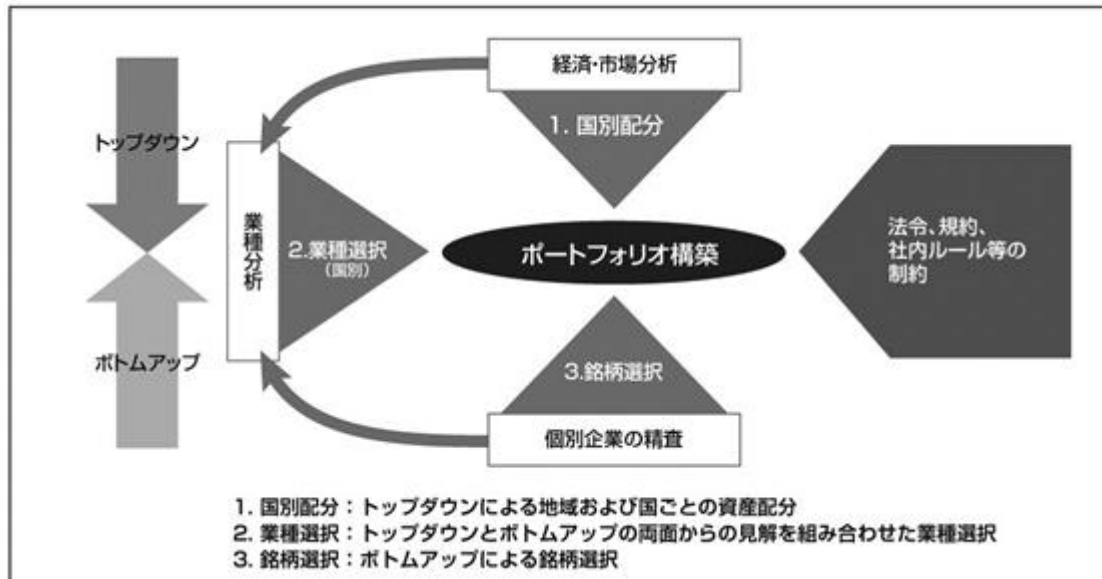 経済・市場分析
1. 国別配分
トップダウン
業種分析
2.業種選択
(国別)
ポートフォリオ構築
法令、規約、
社内ルール等の
制約
ボトムアップ
3.銘柄選択
個別企業の精査
1. 国別配分：トップダウンによる地域および国ごとの資産配分
2. 業種選択：トップダウンとボトムアップの両面からの見解を組み合わせた業種選択
3. 銘柄選択：ボトムアップによる銘柄選択